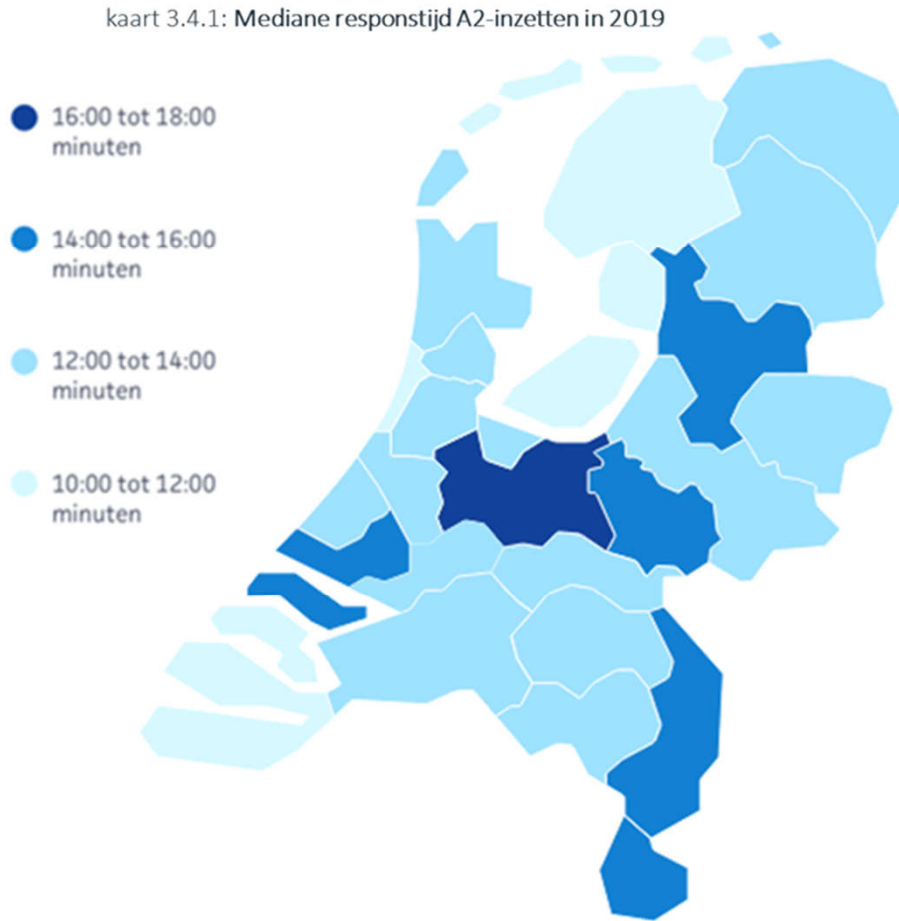 kaart 3.4.1: Mediane responstijd A2-inzetten in 2019
16:00 tot 18:00
minuten
14:00 tot 16:00
minuten
12:00 tot 14:00
minuten
10:00 tot 12:00
minuten